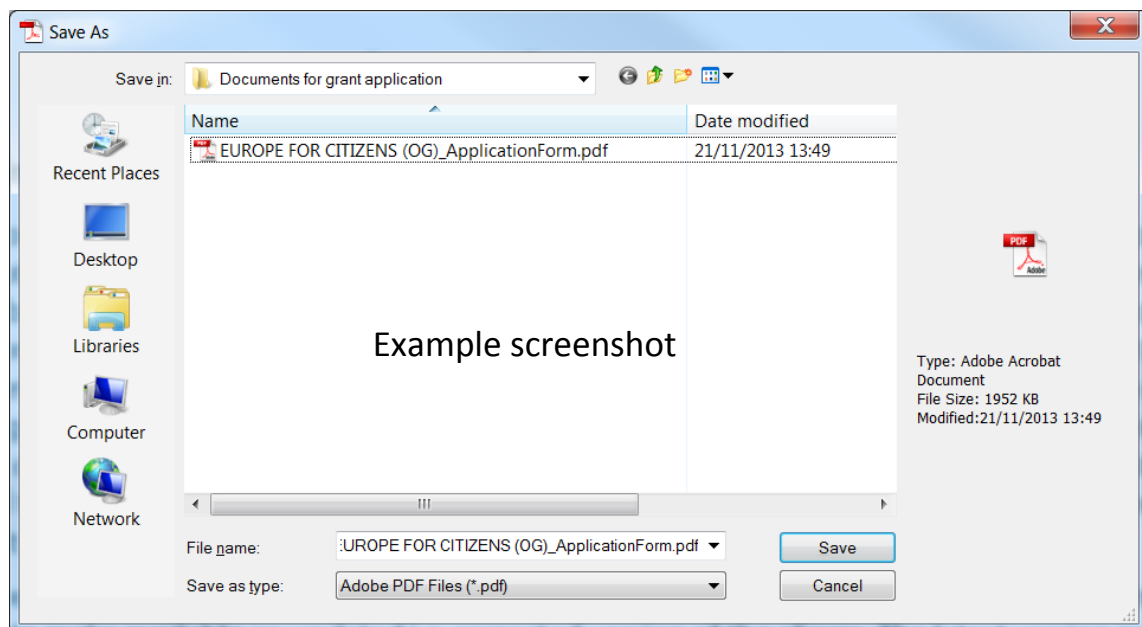 Save As
X
Save in:
Documents for grant application
Name
Date modified
EUROPE FOR CITIZENS (OG)_ApplicationForm.pdf
21/11/2013 13:49
Recent Places
Desktop
Libraries
Computer
Network
Example screenshot
PDF
Adobe
Type: Adobe Acrobat
Document
File Size: 1952 KB
Modified:21/11/2013 13:49
File name:
:UROPE FOR CITIZENS (OG)_ApplicationForm.pdf
Save
Save as type:
Adobe PDF Files (*.pdf)
Cancel